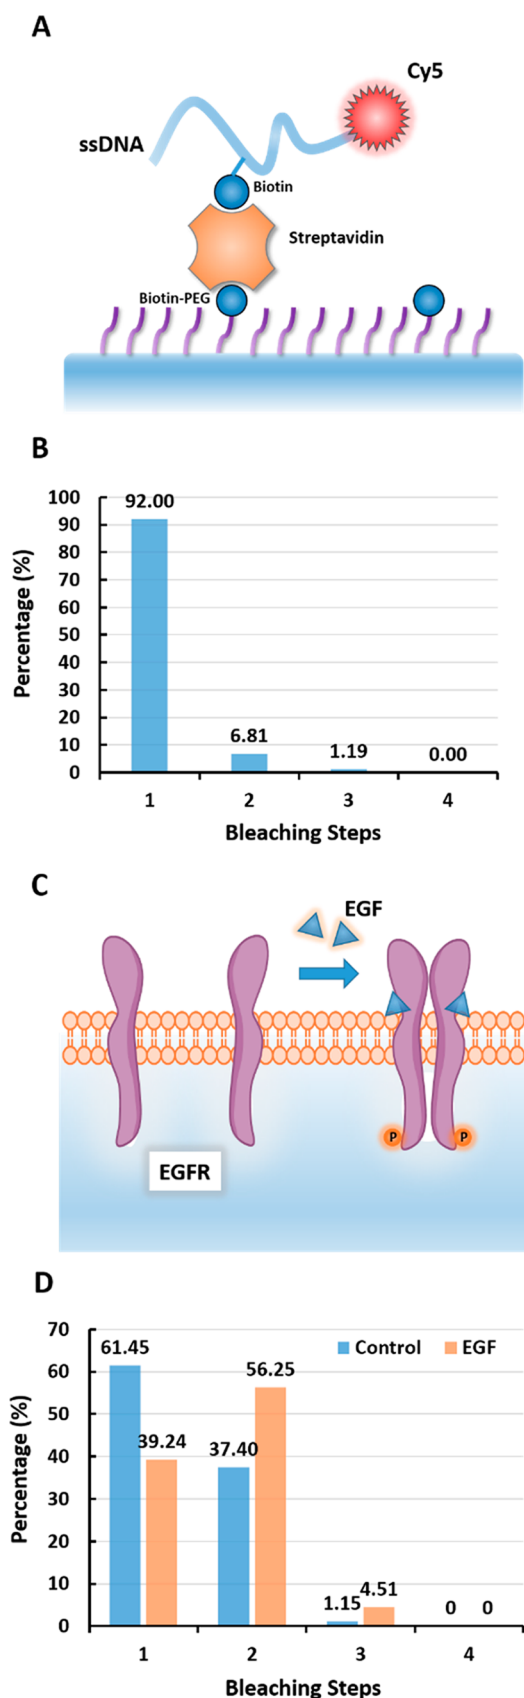 A
Cy5
ssDNA
Biotin
Streptavidin
Biotin-PEG
B
Percentage (%)
100
90
80
70
60
50
40
30
20
10
0
92.00
6.81
1.19
0.00
1 2 3 4
Bleaching Steps
C
EGF
P P
EGFR
D
Percentage (%)
70
60
50
40
30
20
10
0
Control EGF
61.45
39.24
37.40
56.25
1.15
4.51
0 0
1 2 3 4
Bleaching Steps